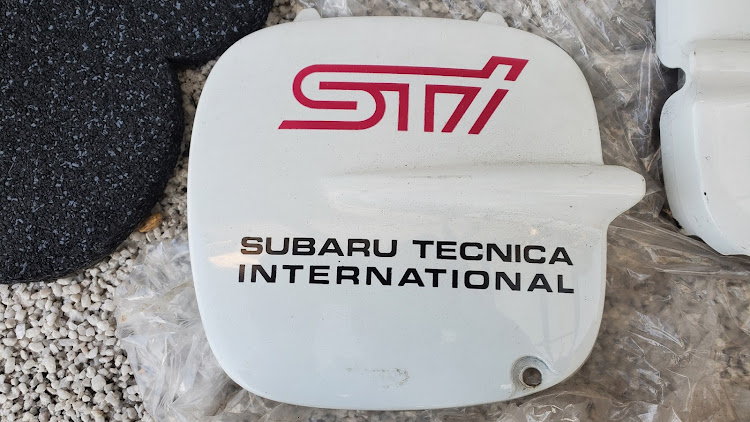 STi
SUBARU TECNICA
INTERNATIONAL